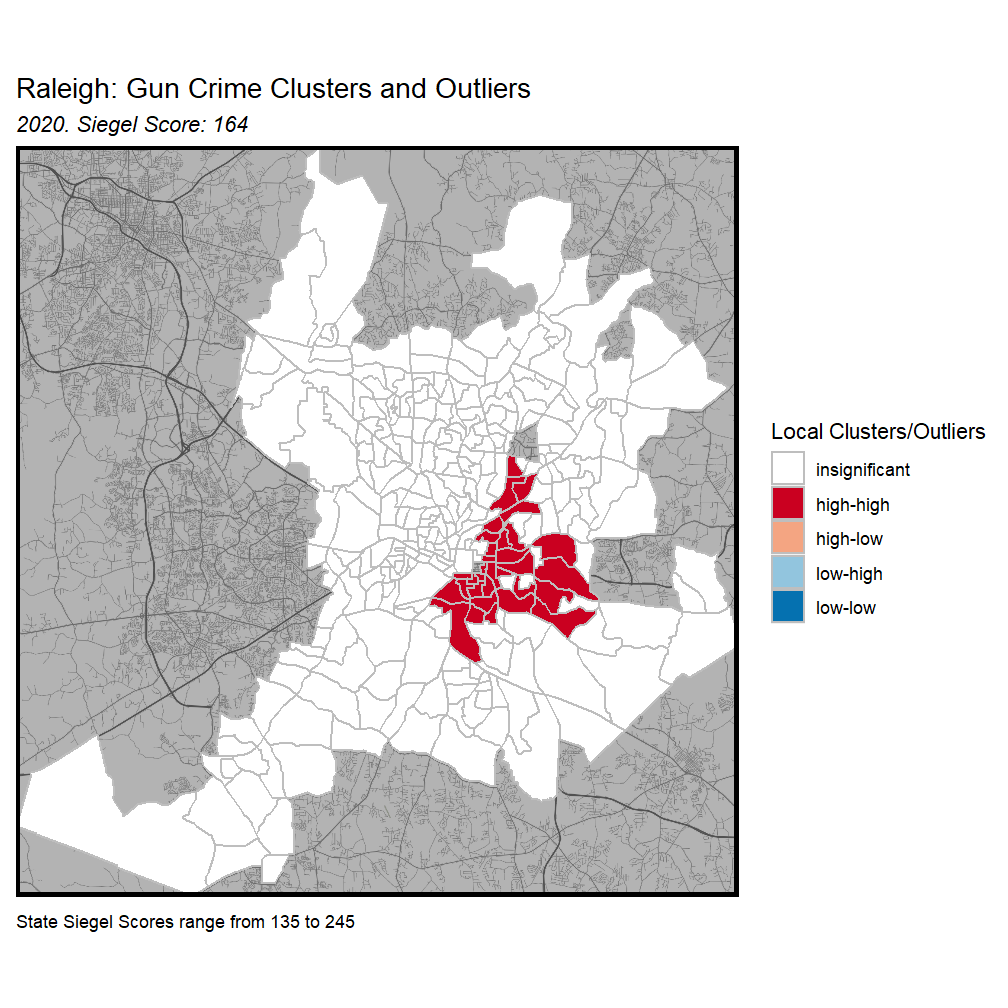 Raleigh: Gun Crime Clusters and Outliers
2020. Siegel Score: 164
Local Clusters/Outliers
insignificant
high-high
high-low
low-high
low-low
State Siegel Scores range from 135 to 245